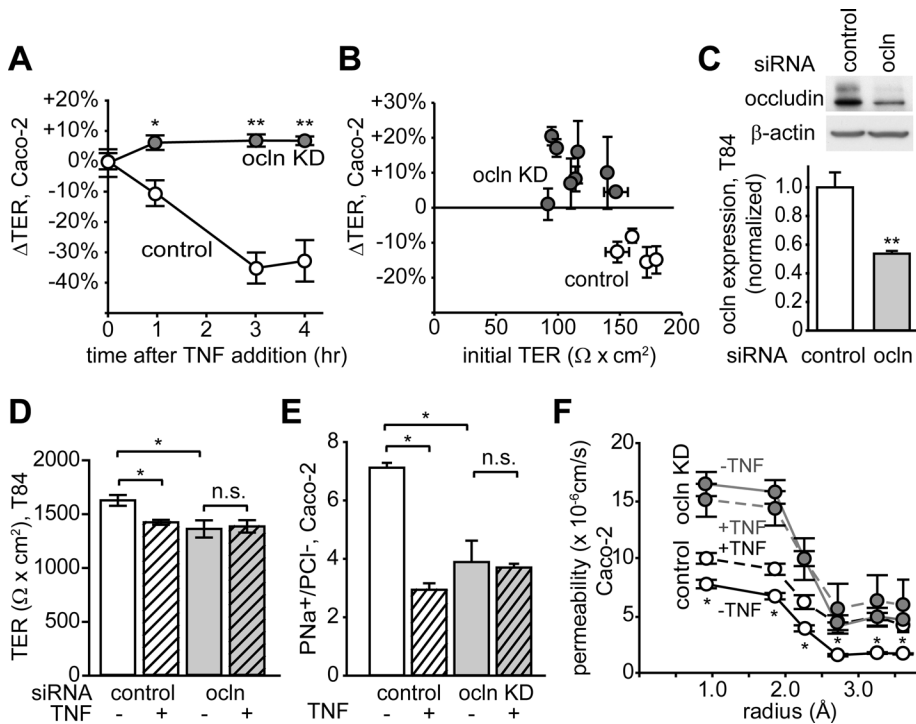 A
ΔTER, Caco-2
+20%
+10%
0%
-10%
-20%
-30%
-40%
*
**
**
ocln KD
control
0
1
2
3
4
time after TNF addition (hr)
B
ΔTER, Caco-2
+30%
+20%
+10%
0%
-10%
-20%
ocln KD
control
0
50
100
150
200
initial TER (Ω x cm²)
C
siRNA
control
ocln
occludin
β-actin
ocln expression, T84
(normalized)
1
0.8
0.6
0.4
0.2
0
**
siRNA control ocln
D
TER (Ω x cm²), T84
2000
1500
1000
500
0
*
*
n.s.
siRNA control ocln
TNF - + - +
E
PNa+/PCl-, Caco-2
8
6
4
2
0
*
*
n.s.
control ocln KD
TNF - + - +
F
permeability (x 10⁻⁶cm/s)
Caco-2
control ocln KD
20
15
10
5
0
-TNF
+TNF
+TNF
-TNF
* * * * * *
1.0
2.0
3.0
radius (Å)